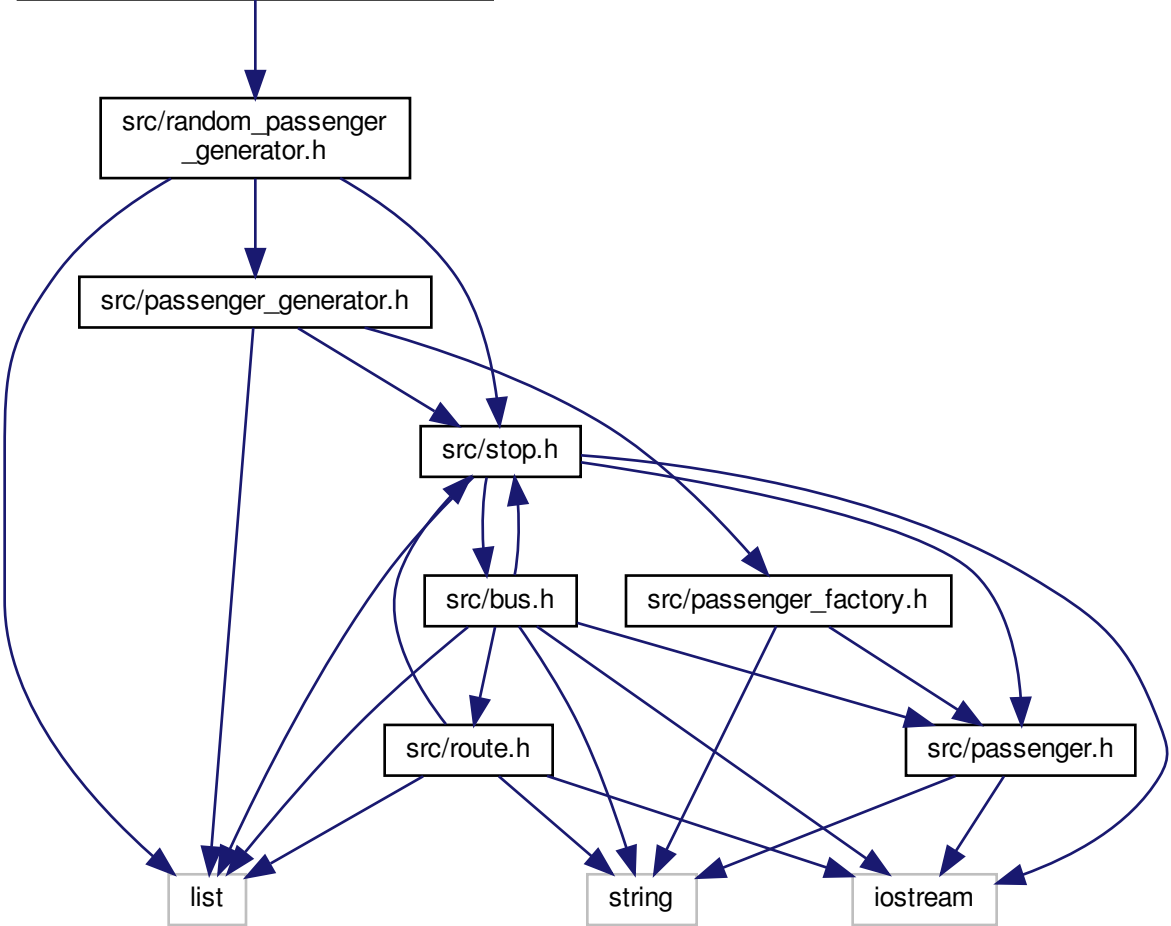 src/random_passenger
_generator.h
src/passenger_generator.h
src/stop.h
src/bus.h
src/passenger_factory.h
src/route.h
src/passenger.h
list
string
iostream